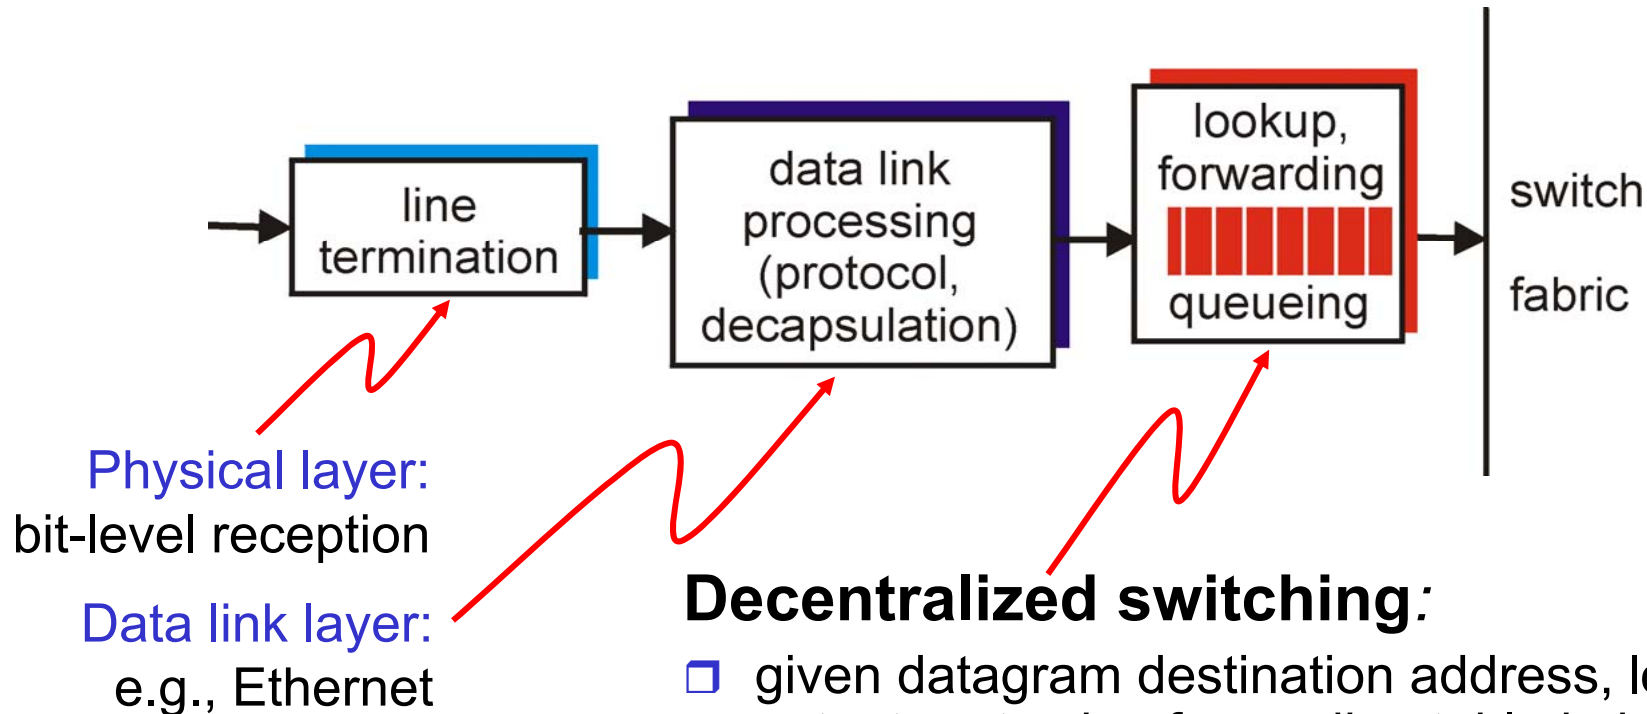 line
termination
data link
processing
(protocol,
decapsulation)
lookup,
forwarding
queueing
switch
fabric
Physical layer:
bit-level reception
Data link layer:
e.g., Ethernet
Decentralized switching:
given datagram destination address,